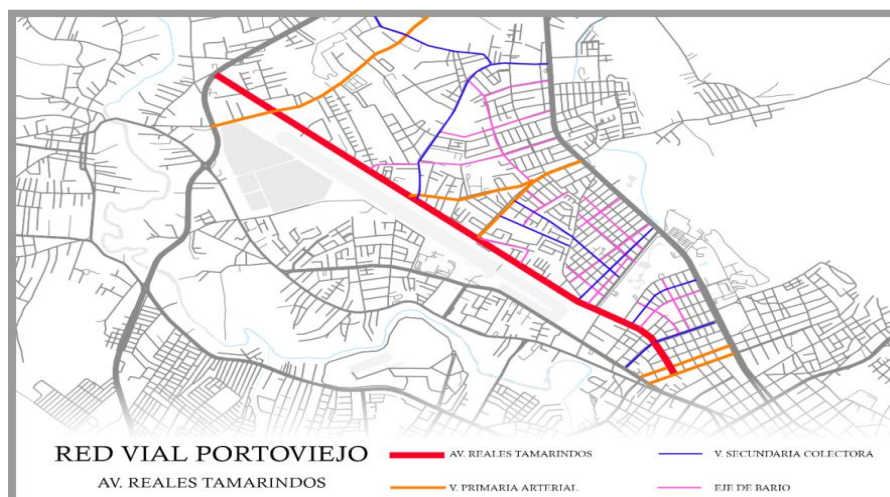 RED VIAL PORTOVIEJO
AV. REALES TAMARINDOS
AV. REALES TAMARINDOS
V. PRIMARIA ARTERIAL
V. SECUNDARIA COLECTORA
EJE DE BARIO